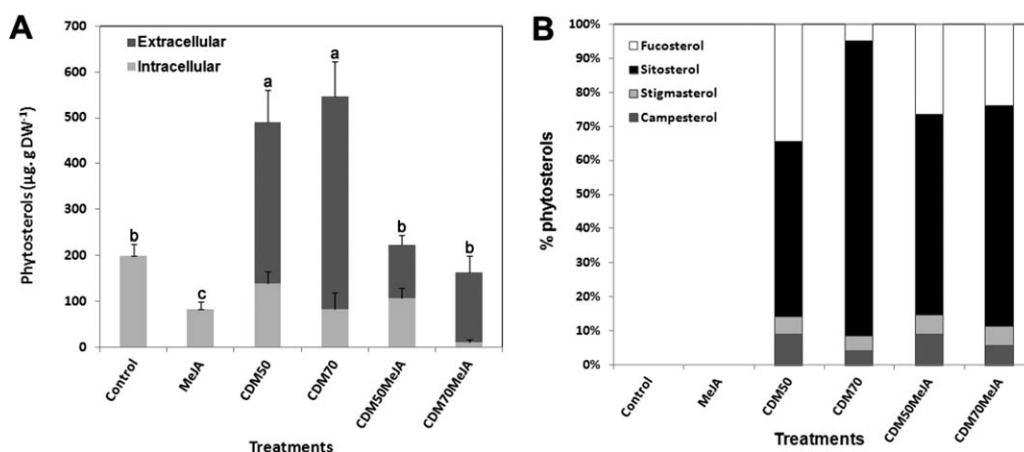 A
Phytosterols (µg. g DW-1)
700
600
500
400
300
200
100
0
Extracellular
Intracellular
b
c
a
a
b
b
Control
MeJA
CDM50
CDM70
CDM50MeJA
CDM70MeJA
Treatments
B
% phytosterols
100%
90%
80%
70%
60%
50%
40%
30%
20%
10%
0%
Fucosterol
Sitosterol
Stigmasterol
Campesterol
Control
MeJA
CDM50
CDM70
CDM50MeJA
CDM70MeJA
Treatments